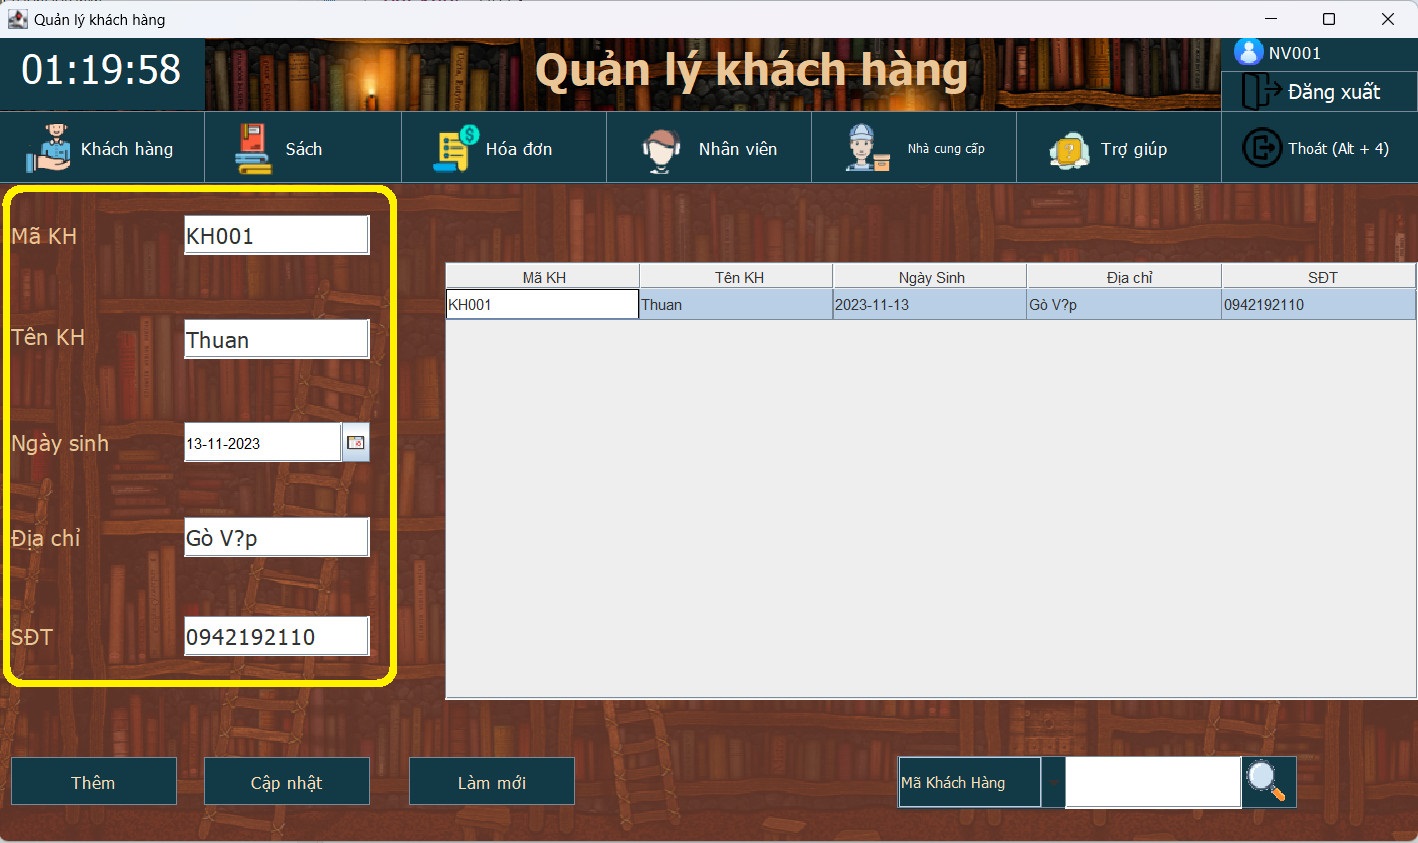 Quản lý khách hàng
01:19:58
Quản lý khách hàng
NV001
Đăng xuất
Khách hàng
Sách
Hóa đơn
Nhân viên
Nhà cung cấp
Trợ giúp
Thoát (Alt + 4)
Mã KH
KH001
Tên KH
Thuan
Ngày sinh
13-11-2023
Địa chỉ
Gò V?p
SĐT
0942192110
Mã KH Tên KH Ngày Sinh Địa chỉ SĐT
KH001 Thuan 2023-11-13 Gò V?p 0942192110
Thêm
Cập nhật
Làm mới
Mã Khách Hàng